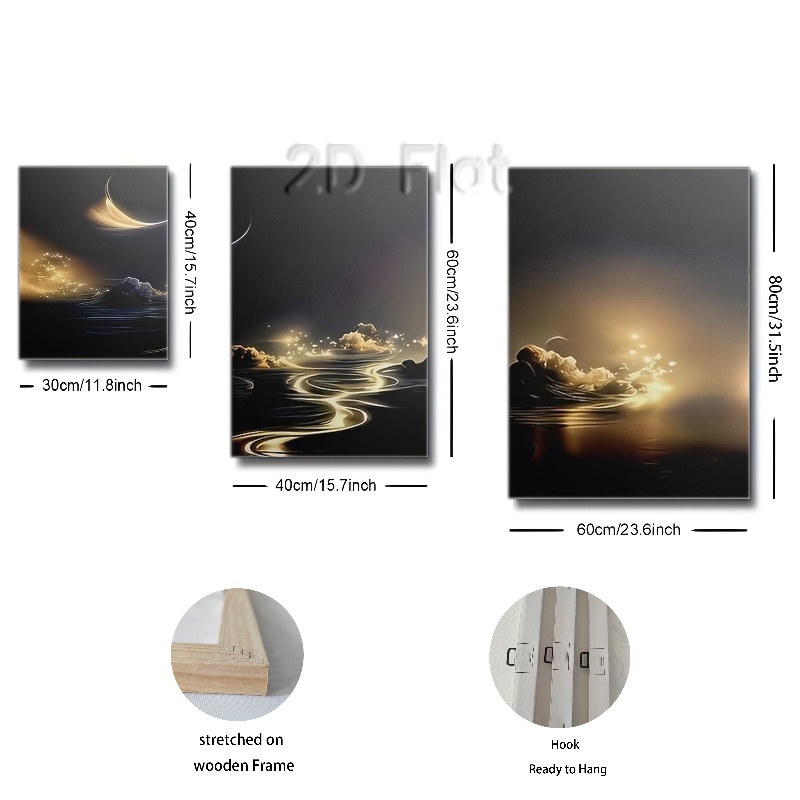 2D Flat
40cm/15.7inch
60cm/23.6inch
80cm/31.5inch
30cm/11.8inch
40cm/15.7inch
60cm/23.6inch
stretched on
wooden Frame
Hook
Ready to Hang